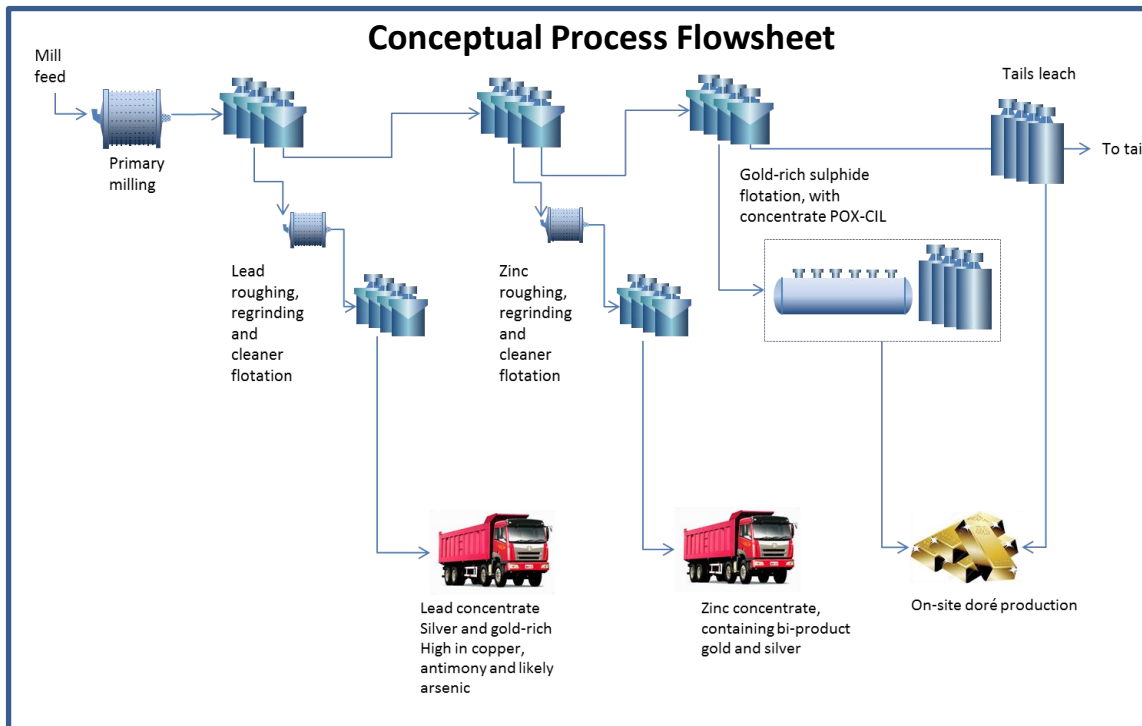 Conceptual Process Flowsheet
Mill
feed
Primary
milling
Tails leach
To tail
Gold-rich sulphide
flotation, with
concentrate POX-CIL
Lead
roughing,
regrinding
and
cleaner
flotation
Zinc
roughing,
regrinding
and
cleaner
flotation
Lead concentrate
Silver and gold-rich
High in copper,
antimony and likely
arsenic
Zinc concentrate,
containing bi-product
gold and silver
On-site doré production